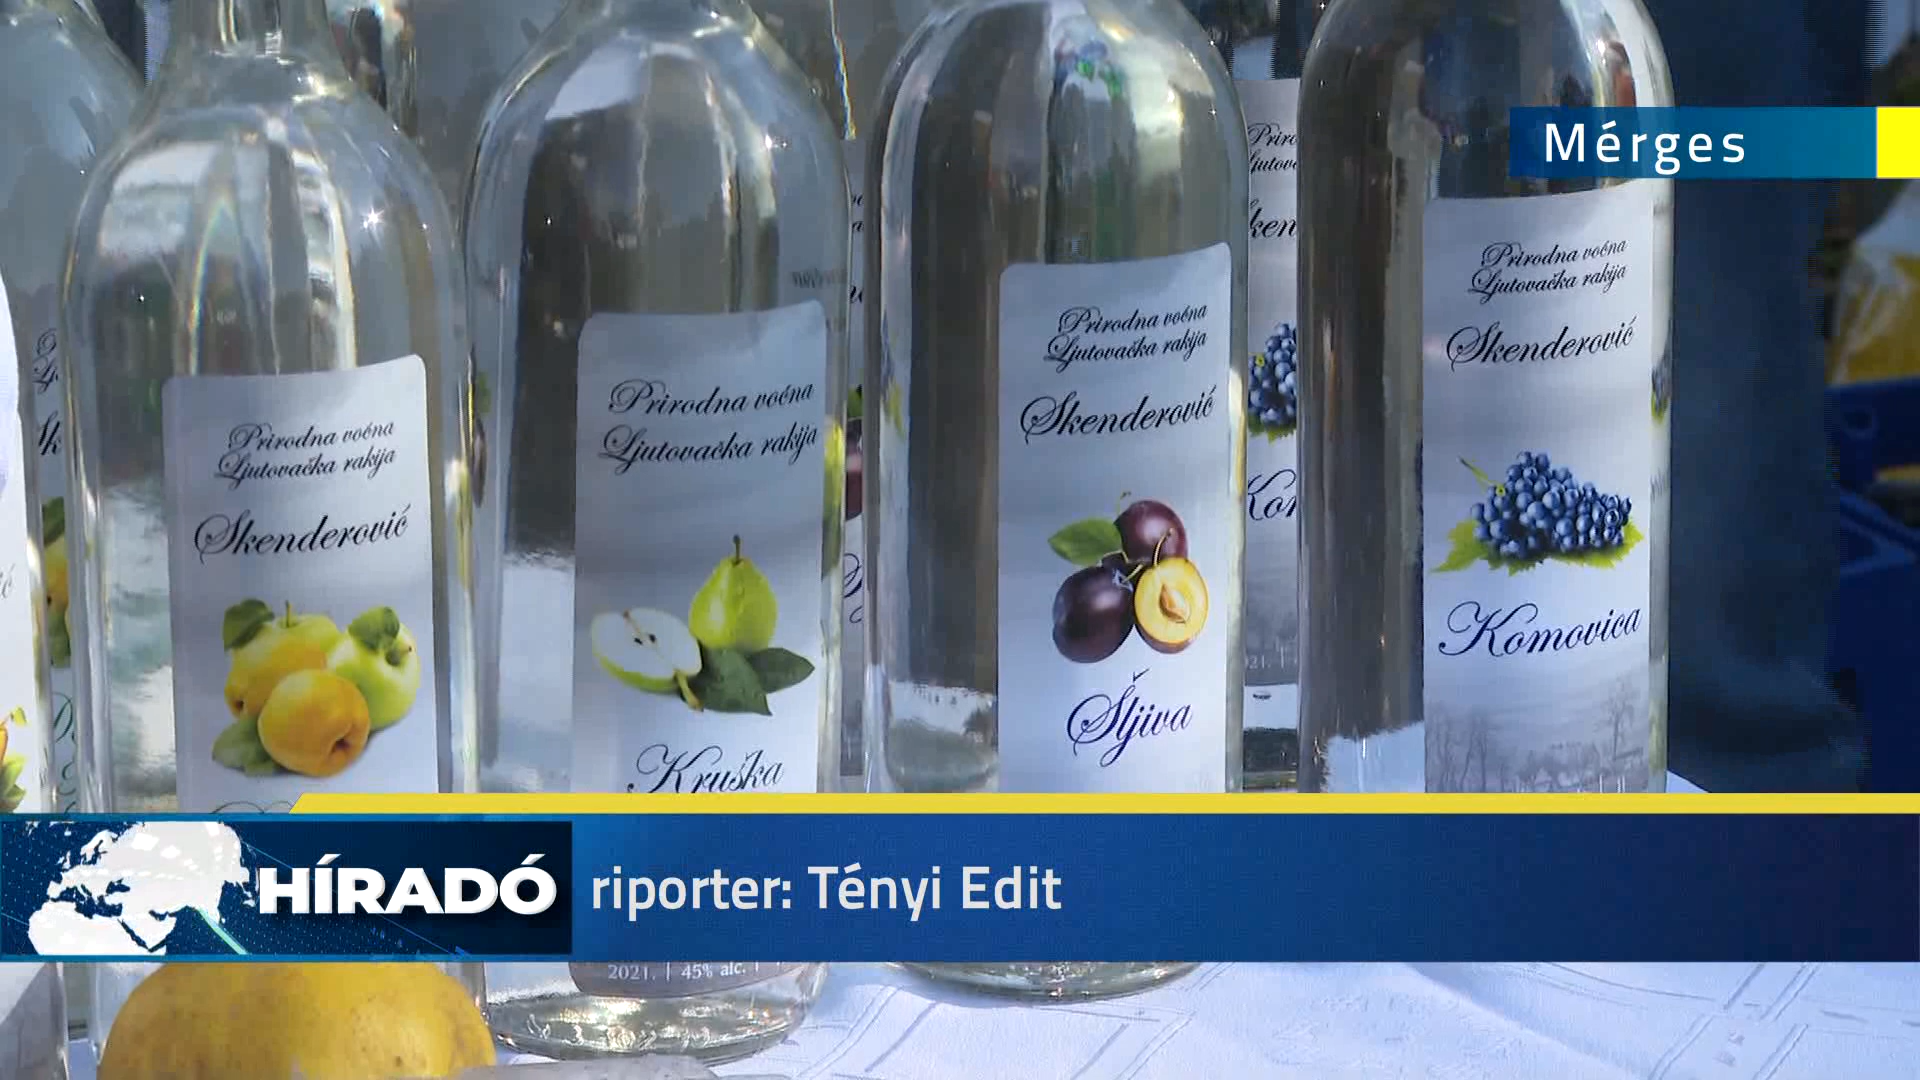 Mérges
Prirodna voćna
Ljutovačka rakija
Skenderović
Prirodna voćna
Ljutovačka rakija
Kruška
2021. | 45% alc. |
Prirodna voćna
Ljutovačka rakija
Skenderović
Šljiva
Prirodna voćna
Ljutovačka rakija
Skenderović
Komovica
HÍRADÓ
riporter: Tényi Edit